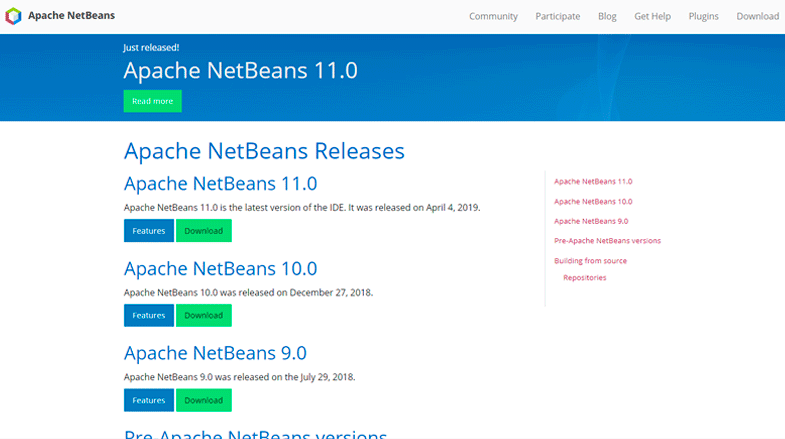 Apache NetBeans
Community Participate Blog Get Help Plugins Download
Just released!
Apache NetBeans 11.0
Read more
Apache NetBeans Releases
Apache NetBeans 11.0
Apache NetBeans 11.0 is the latest version of the IDE. It was released on April 4, 2019.
Features Download
Apache NetBeans 10.0
Apache NetBeans 10.0 was released on December 27, 2018.
Features Download
Apache NetBeans 9.0
Apache NetBeans 9.0 was released on the July 29, 2018.
Features Download
Pre-Apache NetBeans versions
Apache NetBeans 11.0
Apache NetBeans 10.0
Apache NetBeans 9.0
Pre-Apache NetBeans versions
Building from source
Repositories